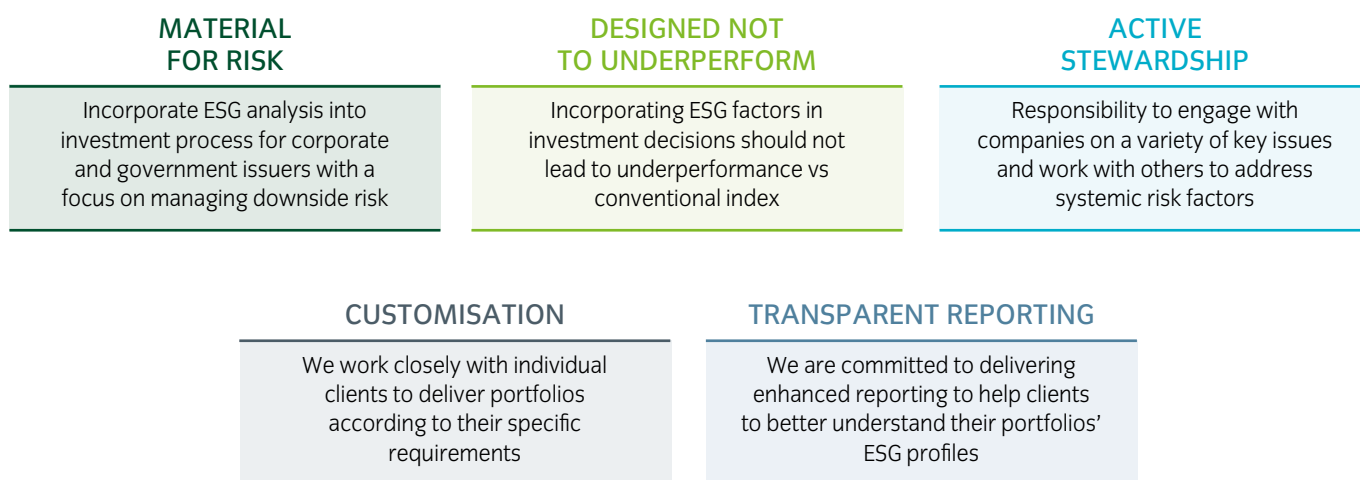 MATERIAL
FOR RISK
Incorporate ESG analysis into
investment process for corporate
and government issuers with a
focus on managing downside risk
DESIGNED NOT
TO UNDERPERFORM
Incorporating ESG factors in
investment decisions should not
lead to underperformance vs
conventional index
ACTIVE
STEWARDSHIP
Responsibility to engage with
companies on a variety of key issues
and work with others to address
systemic risk factors
CUSTOMISATION
We work closely with individual
clients to deliver portfolios
according to their specific
requirements
TRANSPARENT REPORTING
We are committed to delivering
enhanced reporting to help clients
to better understand their portfolios’
ESG profiles